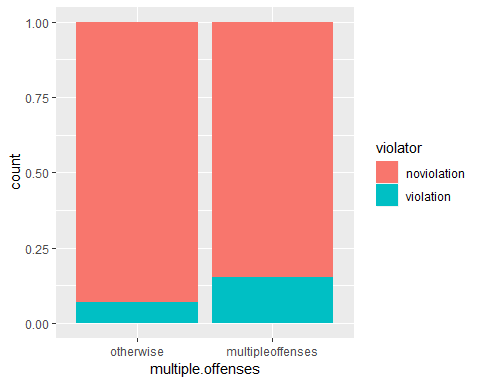 1.00
0.75
0.50
0.25
0.00
count
otherwise
multipleoffenses
multiple.offenses
violator
noviolation
violation